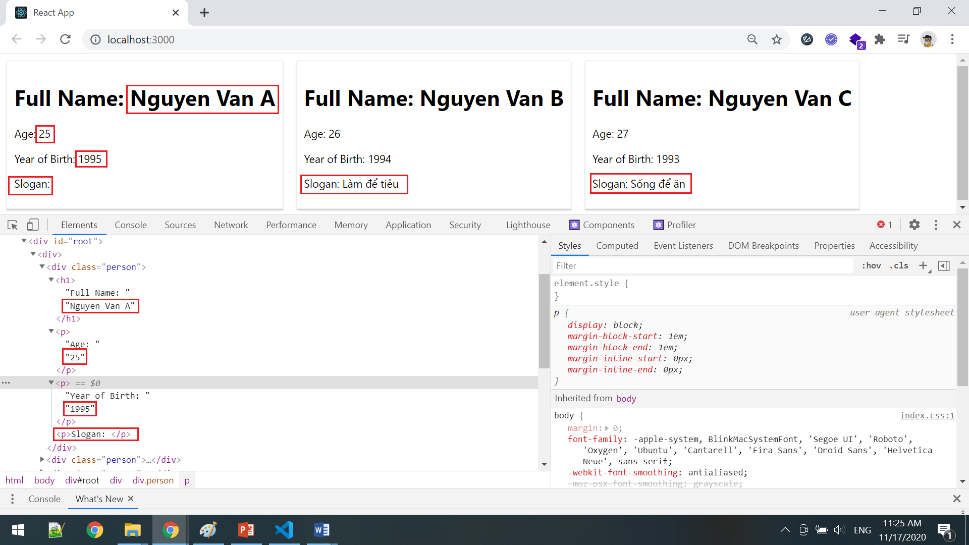 React App
localhost:3000
2
Full Name: Nguyen Van A
Age: 25
Year of Birth: 1995
Slogan:
Full Name: Nguyen Van B
Age: 26
Year of Birth: 1994
Slogan: Làm để tiêu
Full Name: Nguyen Van C
Age: 27
Year of Birth: 1993
Slogan: Sống để ăn
Elements Console Sources Network Performance Memory Application Security Lighthouse Components Profiler 1
<div id="root">
<div>
<div class="person">
<h1>
"Full Name: "
"Nguyen Van A"
</h1>
<p>
"Age: "
"25"
</p>
<p> == $0
"Year of Birth: "
"1995"
</p>
<p>Slogan: </p>
</div>
<div class="person">…</div>
<div class="person">…</div>
html body div#root div div.person p
Styles Computed Event Listeners DOM Breakpoints Properties Accessibility
Filter :hov .cls
element.style {
}
p { user agent stylesheet
display: block;
margin-block-start: 1em;
margin-block-end: 1em;
margin-inline-start: 0px;
margin-inline-end: 0px;
}
Inherited from body
body { index.css:1
margin: 0;
font-family: -apple-system, BlinkMacSystemFont, 'Segoe UI', 'Roboto',
'Oxygen', 'Ubuntu', 'Cantarell', 'Fira Sans', 'Droid Sans', 'Helvetica
Neue', sans-serif;
-webkit-font-smoothing: antialiased;
-moz-osx-font-smoothing: grayscale;
Console What's New
ENG
11:25 AM
11/17/2020
1